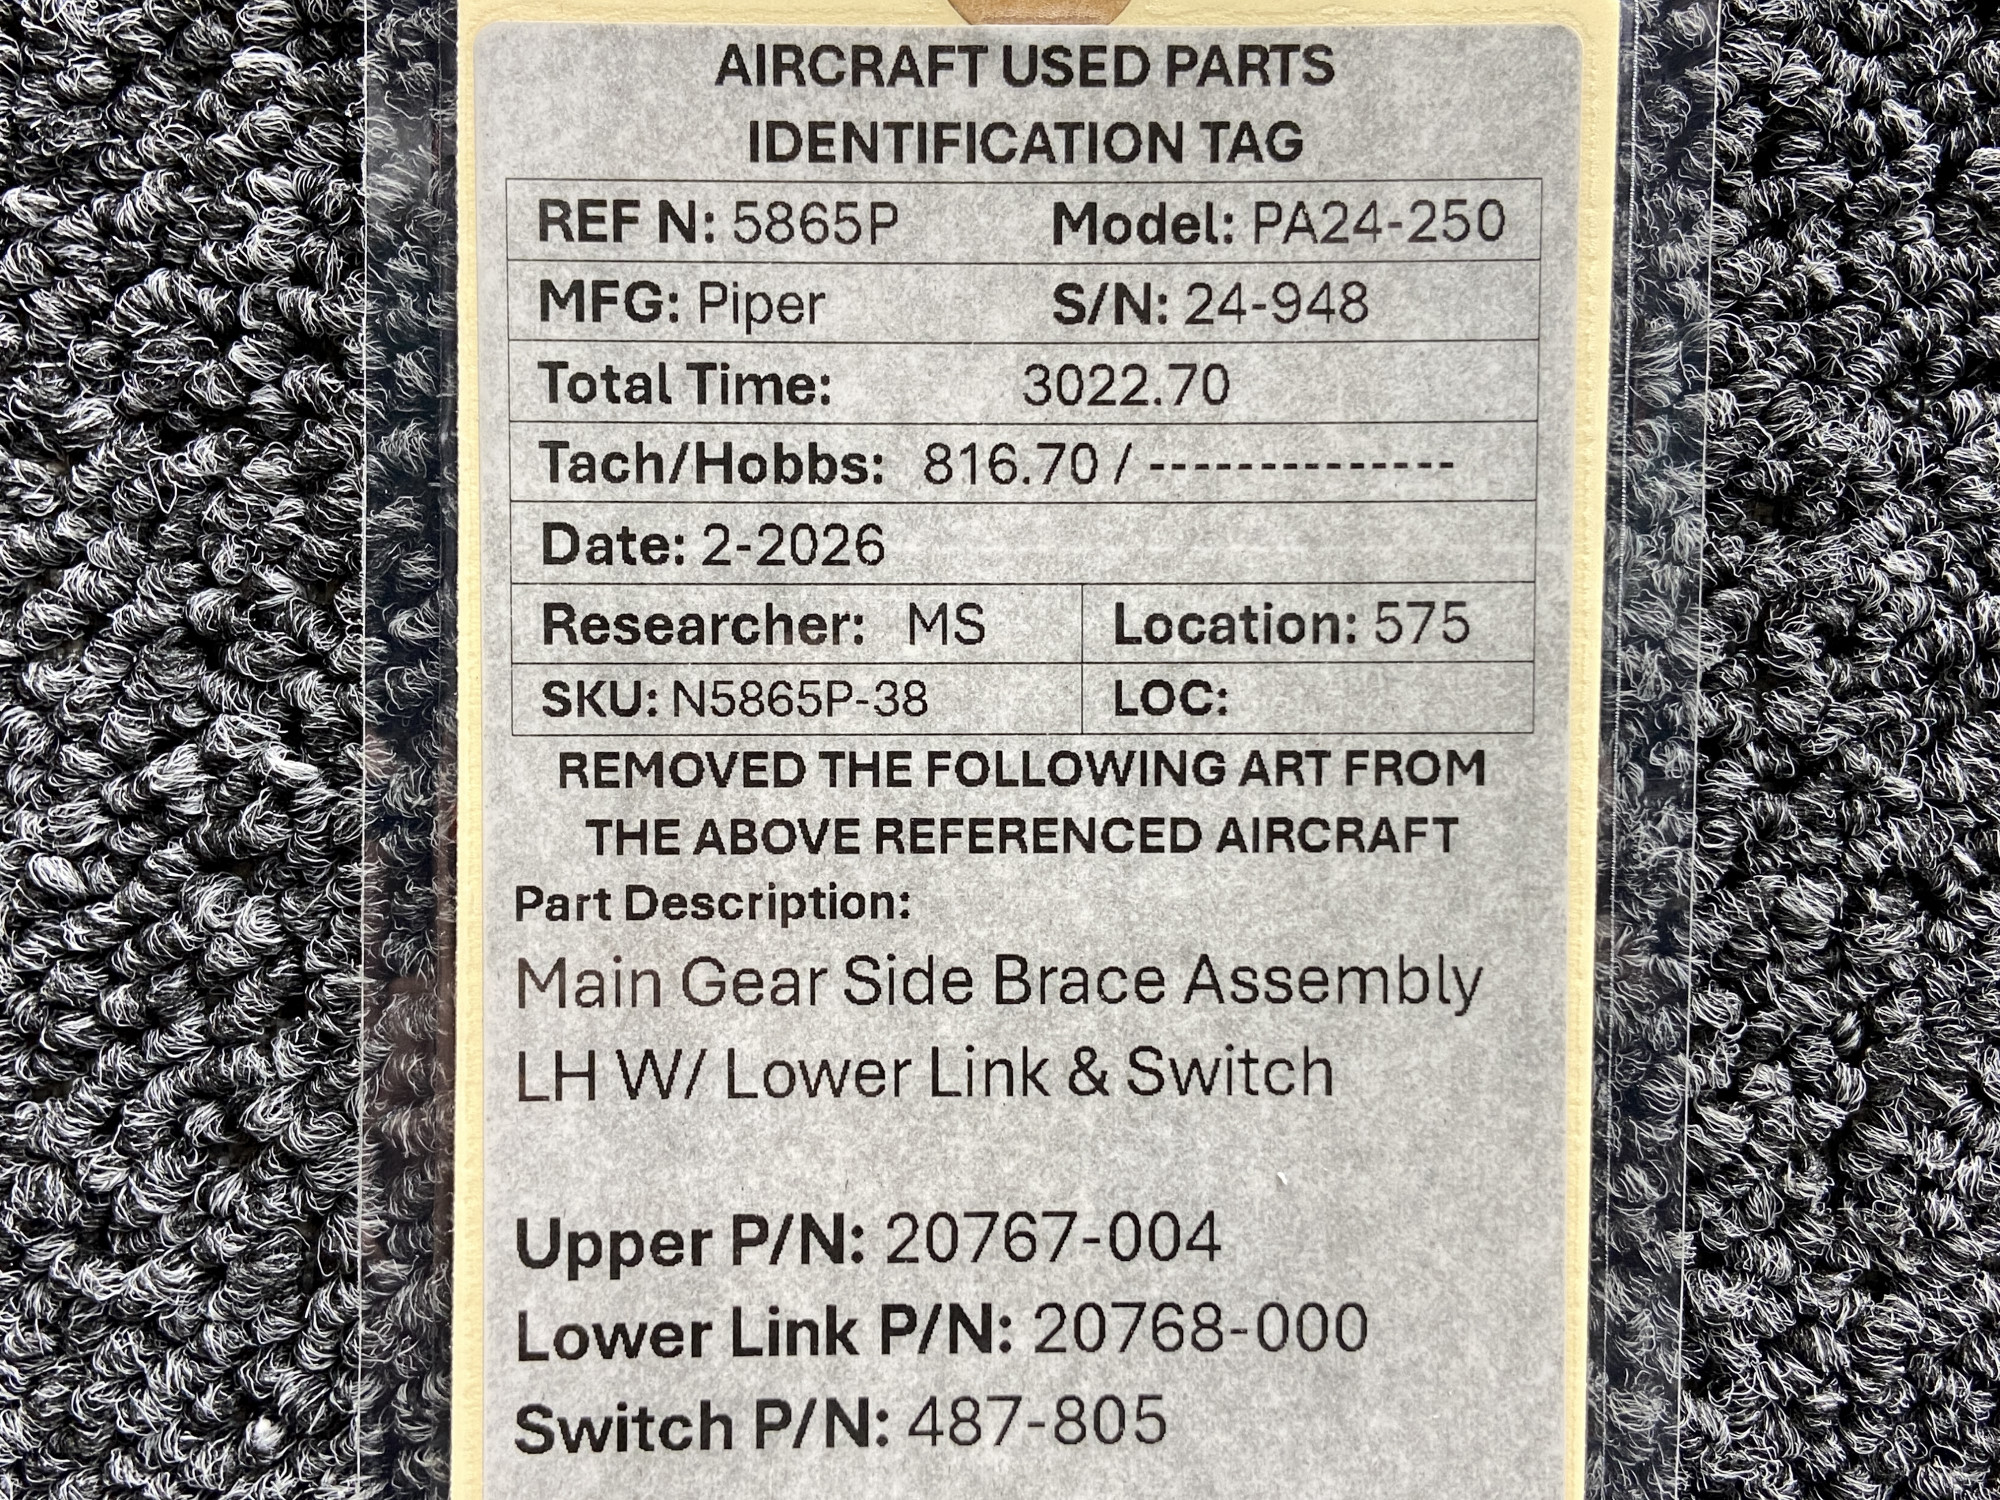 AIRCRAFT USED PARTS
IDENTIFICATION TAG
REF N: 5865P Model: PA24-250
MFG: Piper S/N: 24-948
Total Time: 3022.70
Tach/Hobbs: 816.70 / --------------
Date: 2-2026
Researcher: MS Location: 575
SKU: N5865P-38 LOC:
REMOVED THE FOLLOWING ART FROM
THE ABOVE REFERENCED AIRCRAFT
Part Description:
Main Gear Side Brace Assembly
LH W/ Lower Link & Switch
Upper P/N: 20767-004
Lower Link P/N: 20768-000
Switch P/N: 487-805